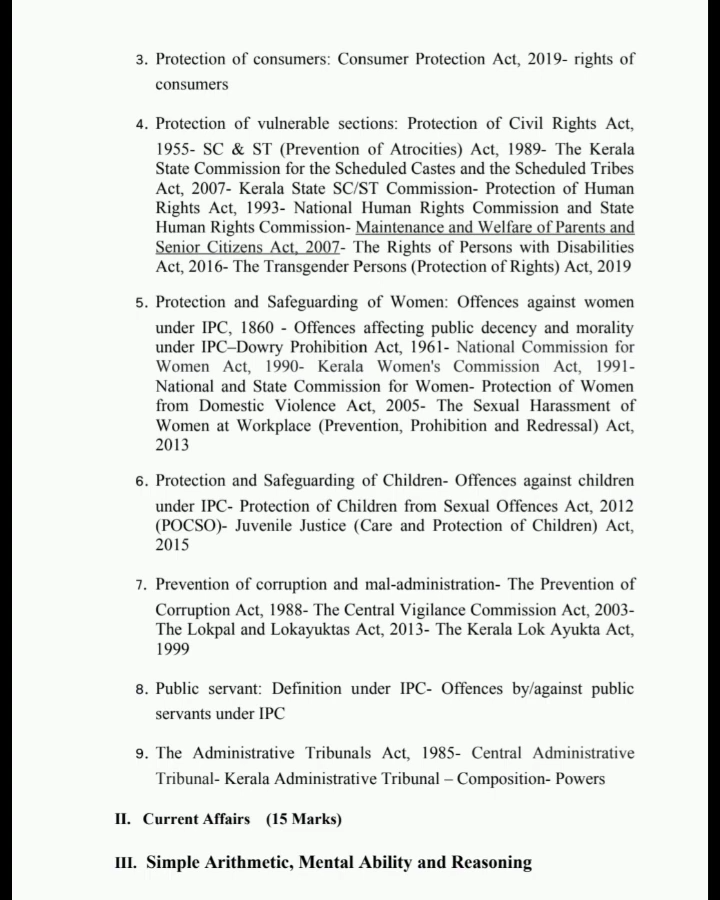 3. Protection of consumers: Consumer Protection Act, 2019- rights of
consumers
4. Protection of vulnerable sections: Protection of Civil Rights Act,
1955- SC & ST (Prevention of Atrocities) Act, 1989- The Kerala
State Commission for the Scheduled Castes and the Scheduled Tribes
Act, 2007- Kerala State SC/ST Commission- Protection of Human
Rights Act, 1993- National Human Rights Commission and State
Human Rights Commission- Maintenance and Welfare of Parents and
Senior Citizens Act, 2007- The Rights of Persons with Disabilities
Act, 2016- The Transgender Persons (Protection of Rights) Act, 2019
5. Protection and Safeguarding of Women: Offences against women
under IPC, 1860 - Offences affecting public decency and morality
under IPC–Dowry Prohibition Act, 1961- National Commission for
Women Act, 1990- Kerala Women's Commission Act, 1991-
National and State Commission for Women- Protection of Women
from Domestic Violence Act, 2005- The Sexual Harassment of
Women at Workplace (Prevention, Prohibition and Redressal) Act,
2013
6. Protection and Safeguarding of Children- Offences against children
under IPC- Protection of Children from Sexual Offences Act, 2012
(POCSO)- Juvenile Justice (Care and Protection of Children) Act,
2015
7. Prevention of corruption and mal-administration- The Prevention of
Corruption Act, 1988- The Central Vigilance Commission Act, 2003-
The Lokpal and Lokayuktas Act, 2013- The Kerala Lok Ayukta Act,
1999
8. Public servant: Definition under IPC- Offences by/against public
servants under IPC
9. The Administrative Tribunals Act, 1985- Central Administrative
Tribunal- Kerala Administrative Tribunal – Composition- Powers
II. Current Affairs (15 Marks)
III. Simple Arithmetic, Mental Ability and Reasoning